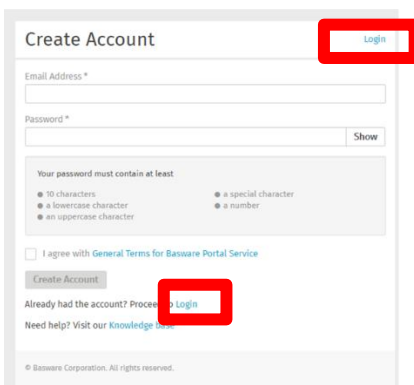 Create Account
Login
Email Address *
Password *
Show
Your password must contain at least
10 characters
a special character
a lowercase character
a number
an uppercase character
I agree with General Terms for Basware Portal Service
Create Account
Already had the account? Login
Need help? Visit our Knowledge base
© Basware Corporation. All rights reserved.